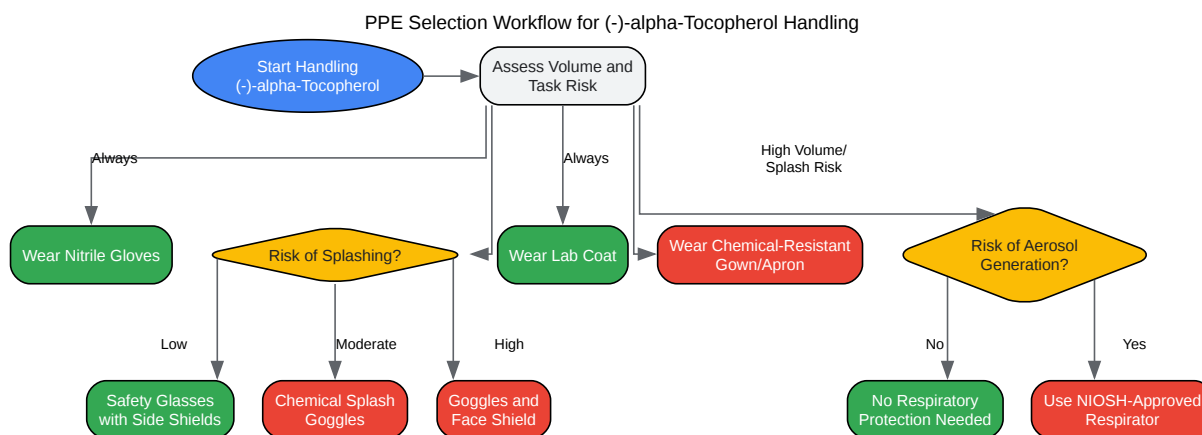 PPE Selection Workflow for (-)-alpha-Tocopherol Handling
Start Handling
(-)-alpha-Tocopherol
Assess Volume and
Task Risk
Always
Always
High Volume/
Splash Risk
Wear Nitrile Gloves
Risk of Splashing?
Wear Lab Coat
Wear Chemical-Resistant
Gown/Apron
Risk of Aerosol
Generation?
Low
Moderate
High
No
Yes
Safety Glasses
with Side Shields
Chemical Splash
Goggles
Goggles and
Face Shield
No Respiratory
Protection Needed
Use NIOSH-Approved
Respirator